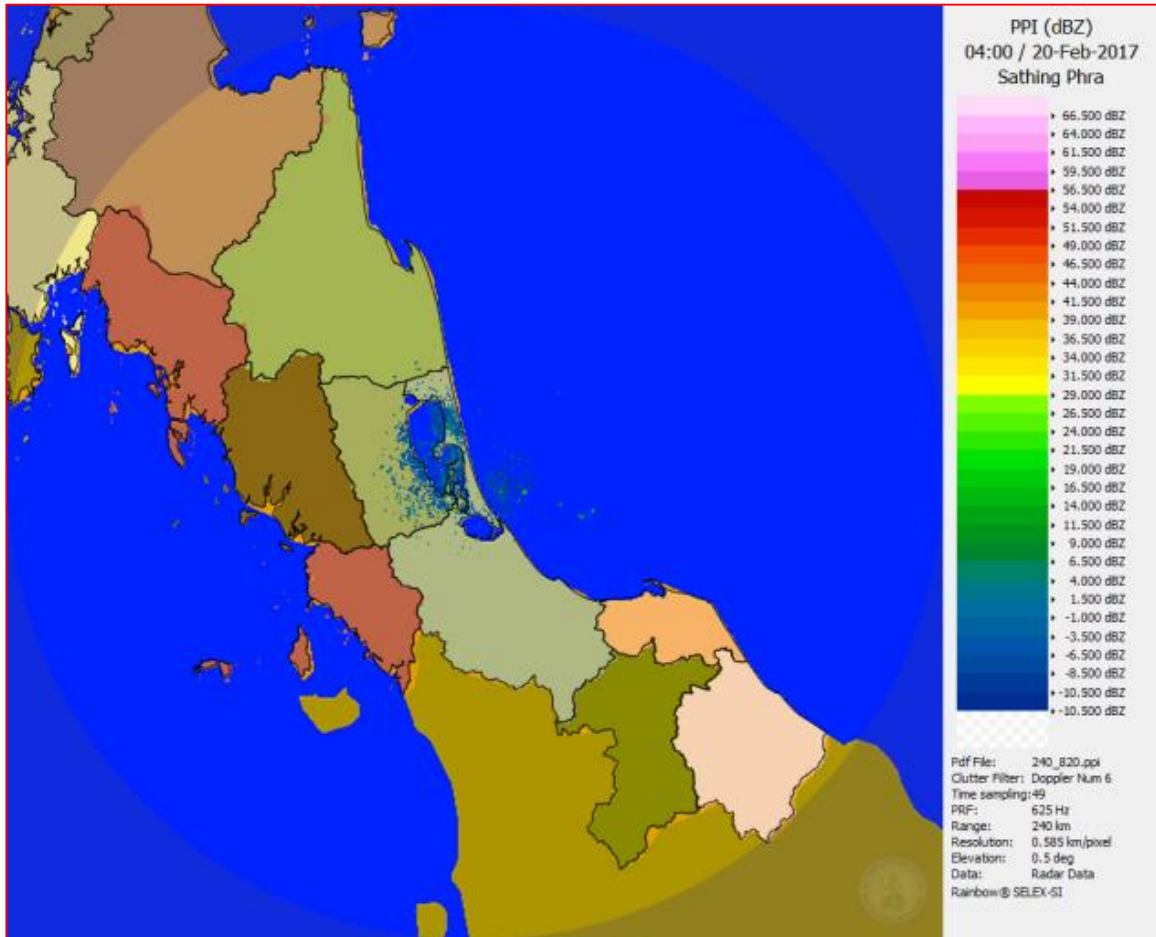 PPI (dBZ)
04:00 / 20-Feb-2017
Sathing Phra
66.500 dBZ
64.000 dBZ
61.500 dBZ
59.500 dBZ
56.500 dBZ
54.000 dBZ
51.500 dBZ
49.000 dBZ
46.500 dBZ
44.000 dBZ
41.500 dBZ
39.000 dBZ
36.500 dBZ
34.000 dBZ
31.500 dBZ
29.000 dBZ
26.500 dBZ
24.000 dBZ
21.500 dBZ
19.000 dBZ
16.500 dBZ
14.000 dBZ
11.500 dBZ
9.000 dBZ
6.500 dBZ
4.000 dBZ
1.500 dBZ
-1.000 dBZ
-3.500 dBZ
-6.500 dBZ
-8.500 dBZ
-10.500 dBZ
-10.500 dBZ
Pdf File: 240_820.ppi
Clutter Filter: Doppler Num 6
Time sampling:49
PRF: 625 Hz
Range: 240 km
Resolution: 0.585 km/pixel
Elevation: 0.5 deg
Data: Radar Data
Rainbow® SELEX-SI